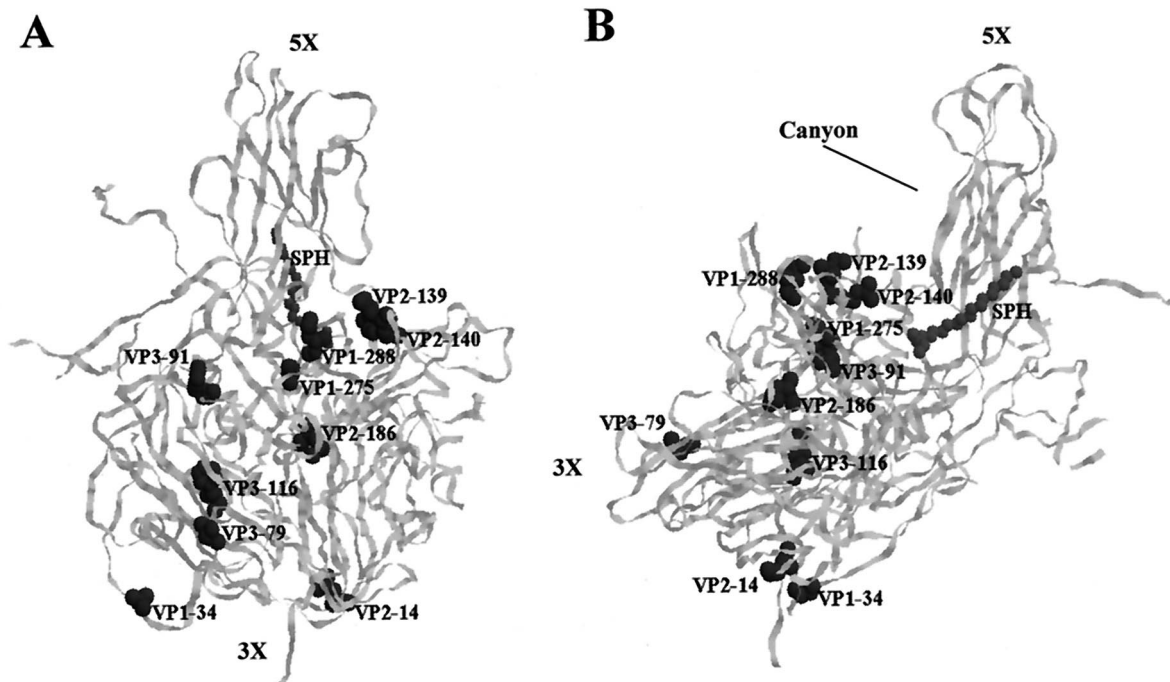 A
5X
SPH
VP2-139
VP2-140
VP1-288
VP3-91
VP1-275
VP2-186
VP3-116
VP3-79
VP1-34
VP2-14
3X
B
5X
Canyon
VP2-139
VP1-288
VP2-140
SPH
VP1-275
VP3-91
VP2-186
VP3-79
VP3-116
3X
VP2-14
VP1-34